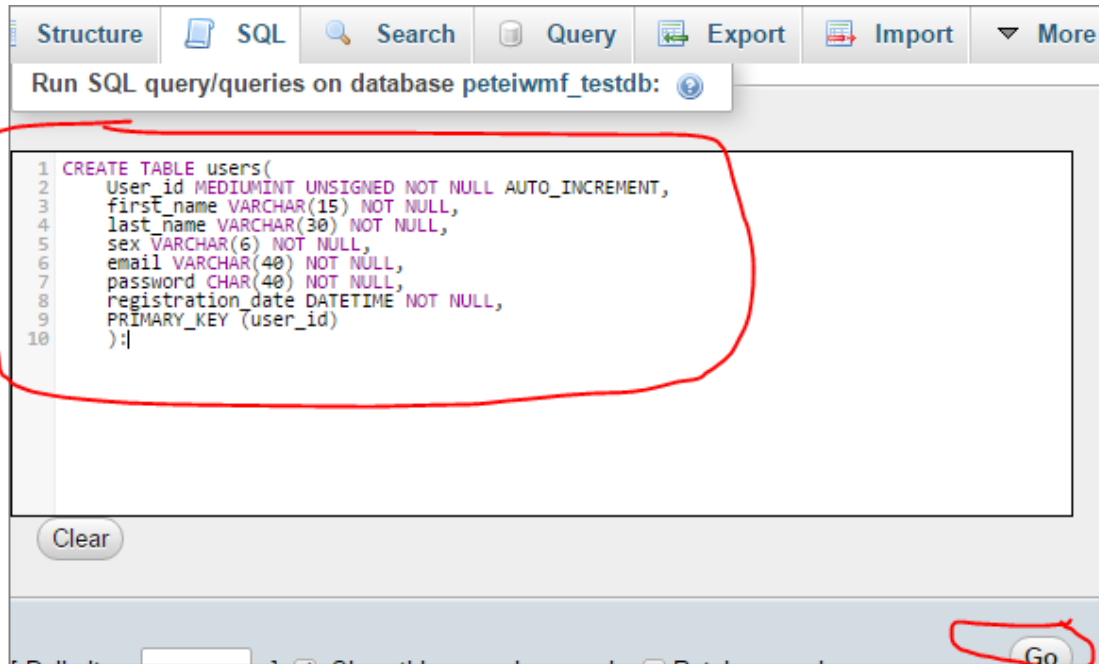 Structure SQL Search Query Export Import More
Run SQL query/queries on database peteiwmf_testdb:
1 CREATE TABLE users(
2 User_id MEDIUMINT UNSIGNED NOT NULL AUTO_INCREMENT,
3 first_name VARCHAR(15) NOT NULL,
4 last_name VARCHAR(30) NOT NULL,
5 sex VARCHAR(6) NOT NULL,
6 email VARCHAR(40) NOT NULL,
7 password CHAR(40) NOT NULL,
8 registration_date DATETIME NOT NULL,
9 PRIMARY_KEY (user_id)
10 ):
Clear
Go